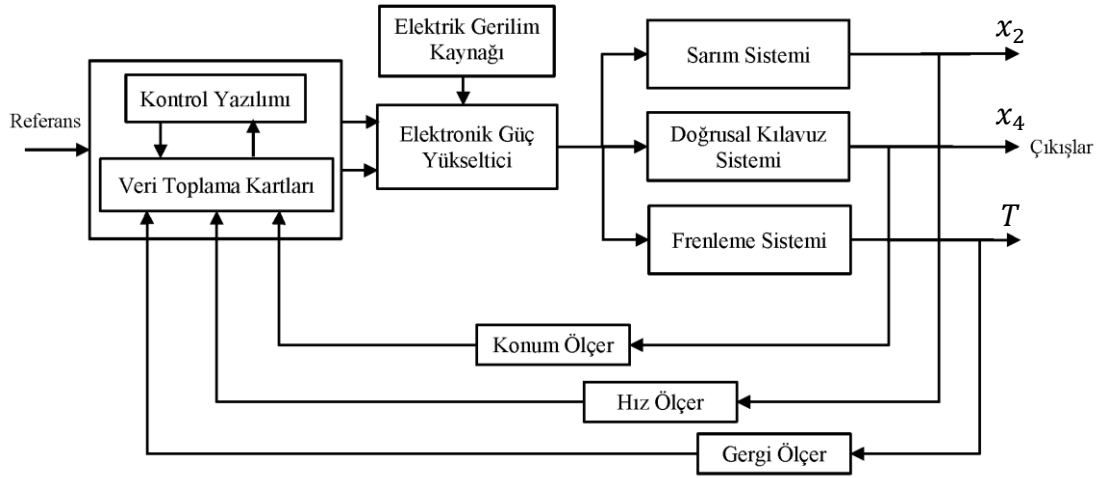 Elektrik Gerilim
Kaynağı
Sarım Sistemi
x₂
Kontrol Yazılımı
Referans
Elektronik Güç
Yükseltici
Doğrusal Kılavuz
Sistemi
x₄
Çıkışlar
Veri Toplama Kartları
Frenleme Sistemi
T
Konum Ölçer
Hız Ölçer
Gergi Ölçer